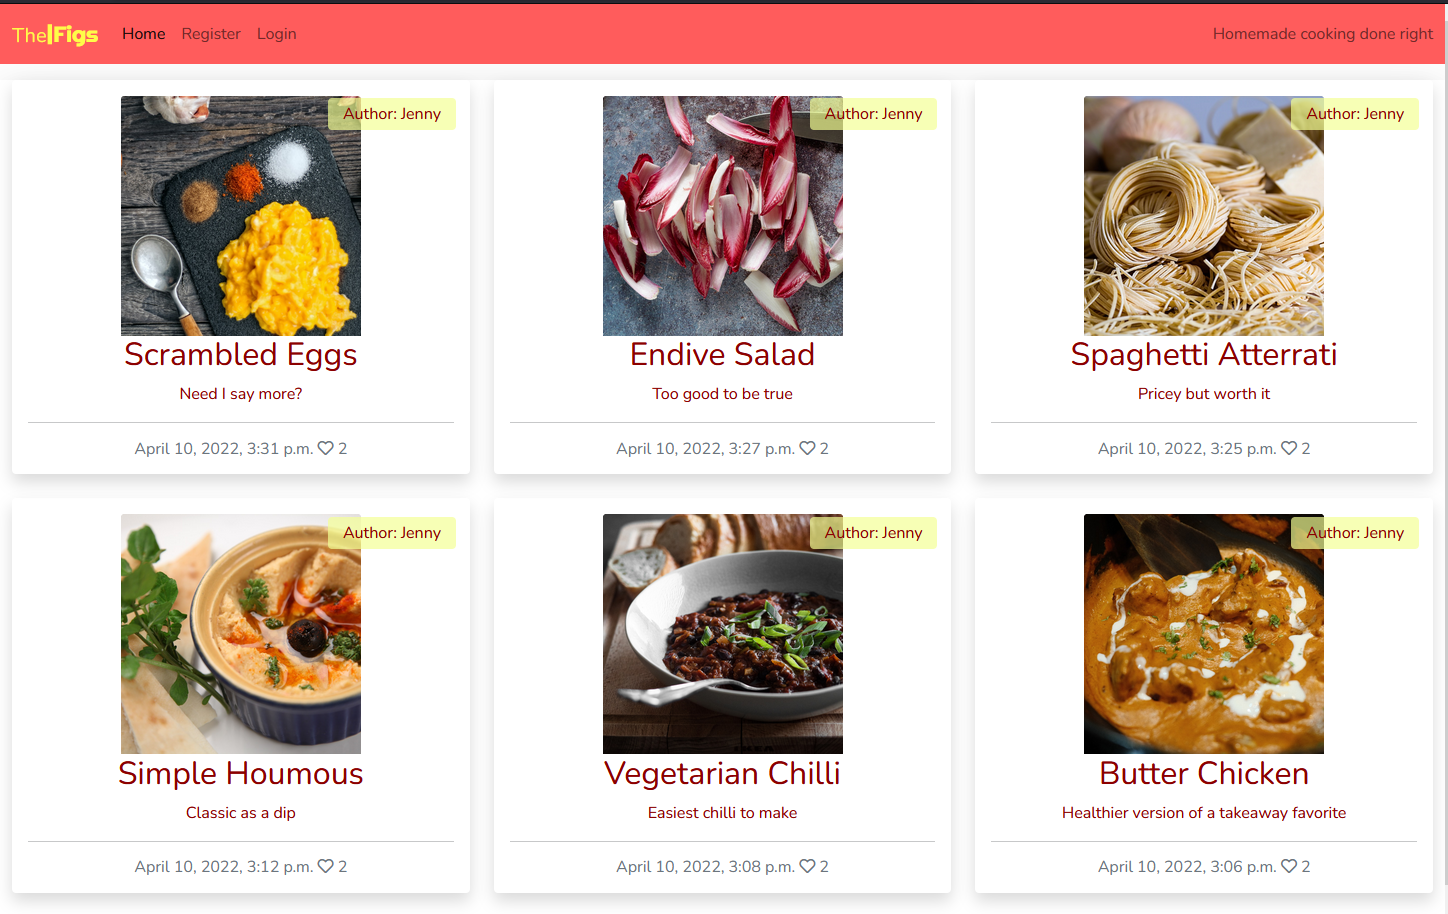 The|Figs Home Register Login Homemade cooking done right
Author: Jenny
Scrambled Eggs
Need I say more?
April 10, 2022, 3:31 p.m. 2
Author: Jenny
Endive Salad
Too good to be true
April 10, 2022, 3:27 p.m. 2
Author: Jenny
Spaghetti Atterrati
Pricey but worth it
April 10, 2022, 3:25 p.m. 2
Author: Jenny
Simple Houmous
Classic as a dip
April 10, 2022, 3:12 p.m. 2
Author: Jenny
Vegetarian Chilli
Easiest chilli to make
April 10, 2022, 3:08 p.m. 2
Author: Jenny
Butter Chicken
Healthier version of a takeaway favorite
April 10, 2022, 3:06 p.m. 2